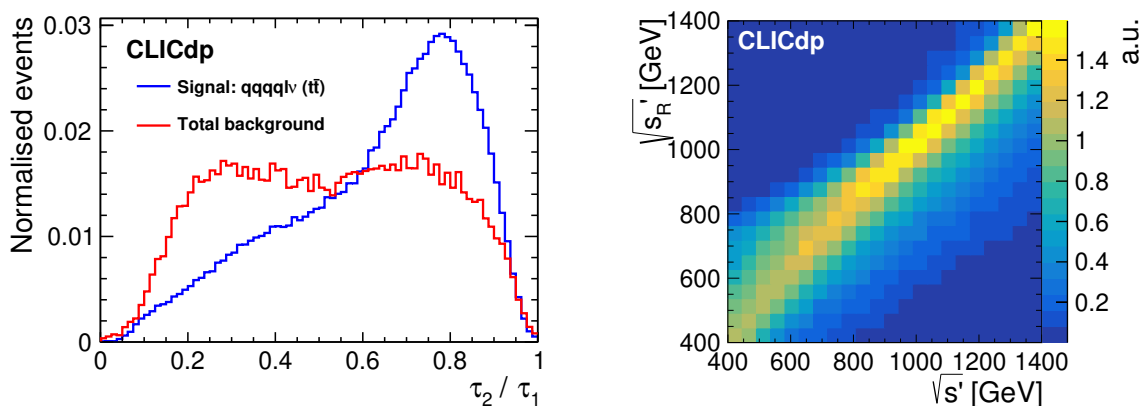 CLICdp
Signal: qqqqlν (tt̄)
Total background
Normalised events
0.03
0.02
0.01
0
0 0.2 0.4 0.6 0.8 1
τ₂ / τ₁
CLICdp
√s_R' [GeV]
1400
1200
1000
800
600
400
400 600 800 1000 1200 1400
√s' [GeV]
a.u.
1.4
1.2
1
0.8
0.6
0.4
0.2